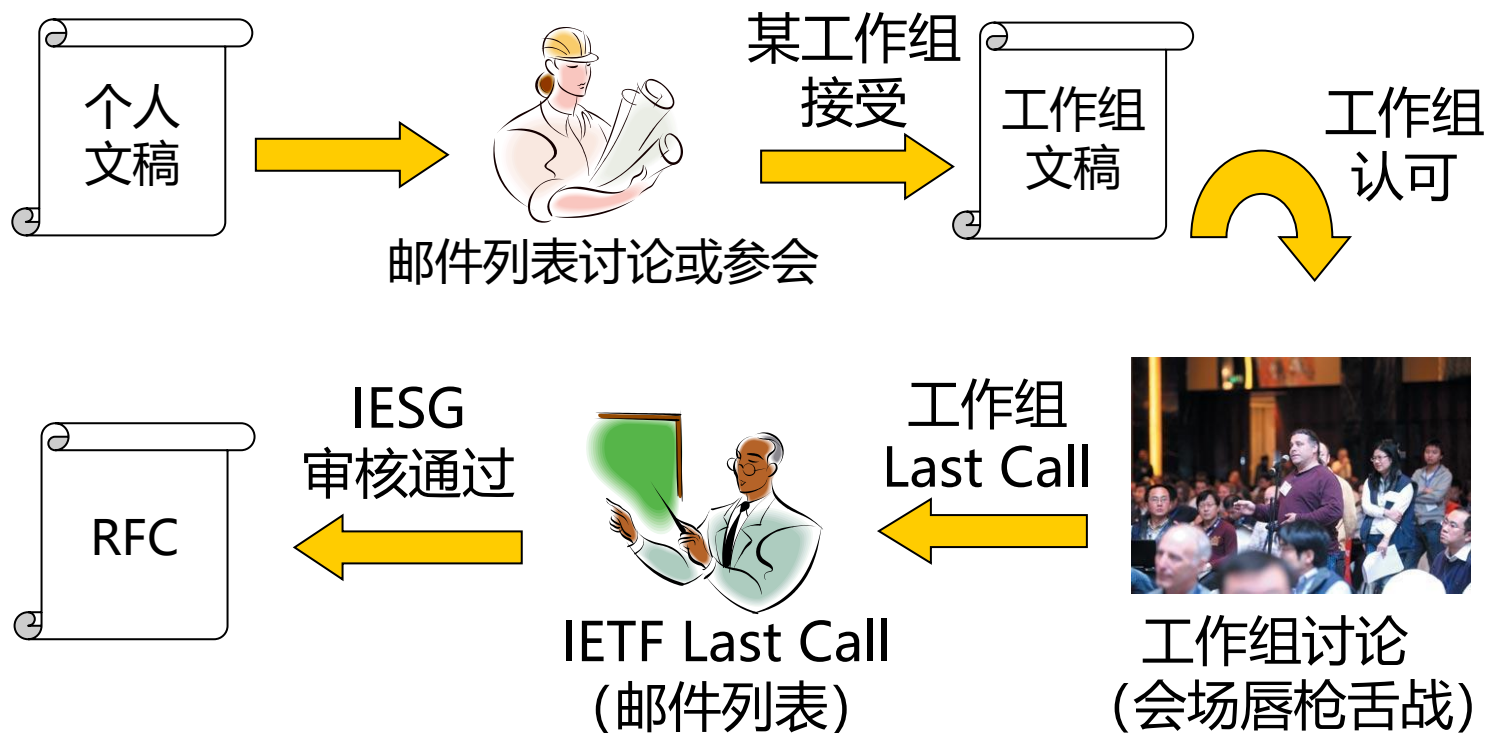 个人
文稿
邮件列表讨论或参会
某工作组
接受
工作组
文稿
工作组
认可
工作组讨论
（会场唇枪舌战）
工作组
Last Call
IETF Last Call
（邮件列表）
IESG
审核通过
RFC